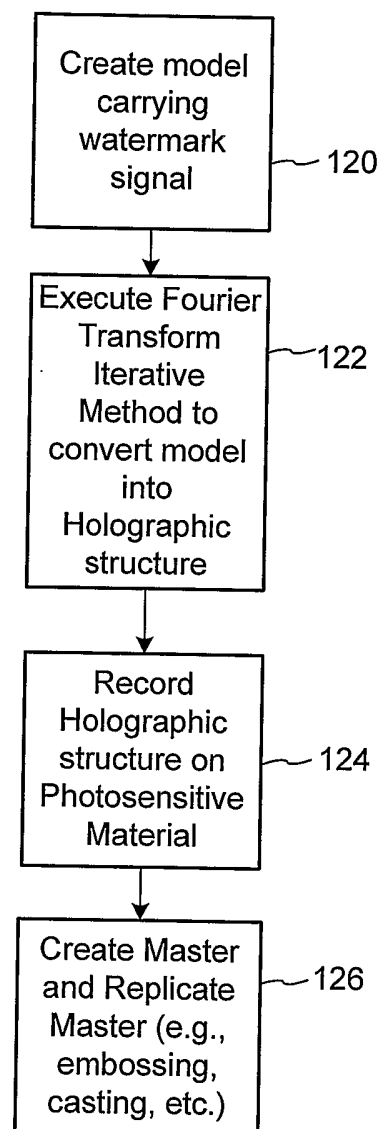 Create model
carrying
watermark
signal
120
Execute Fourier
Transform
Iterative
Method to
convert model
into
Holographic
structure
122
Record
Holographic
structure on
Photosensitive
Material
124
Create Master
and Replicate
Master (e.g.,
embossing,
casting, etc.)
126